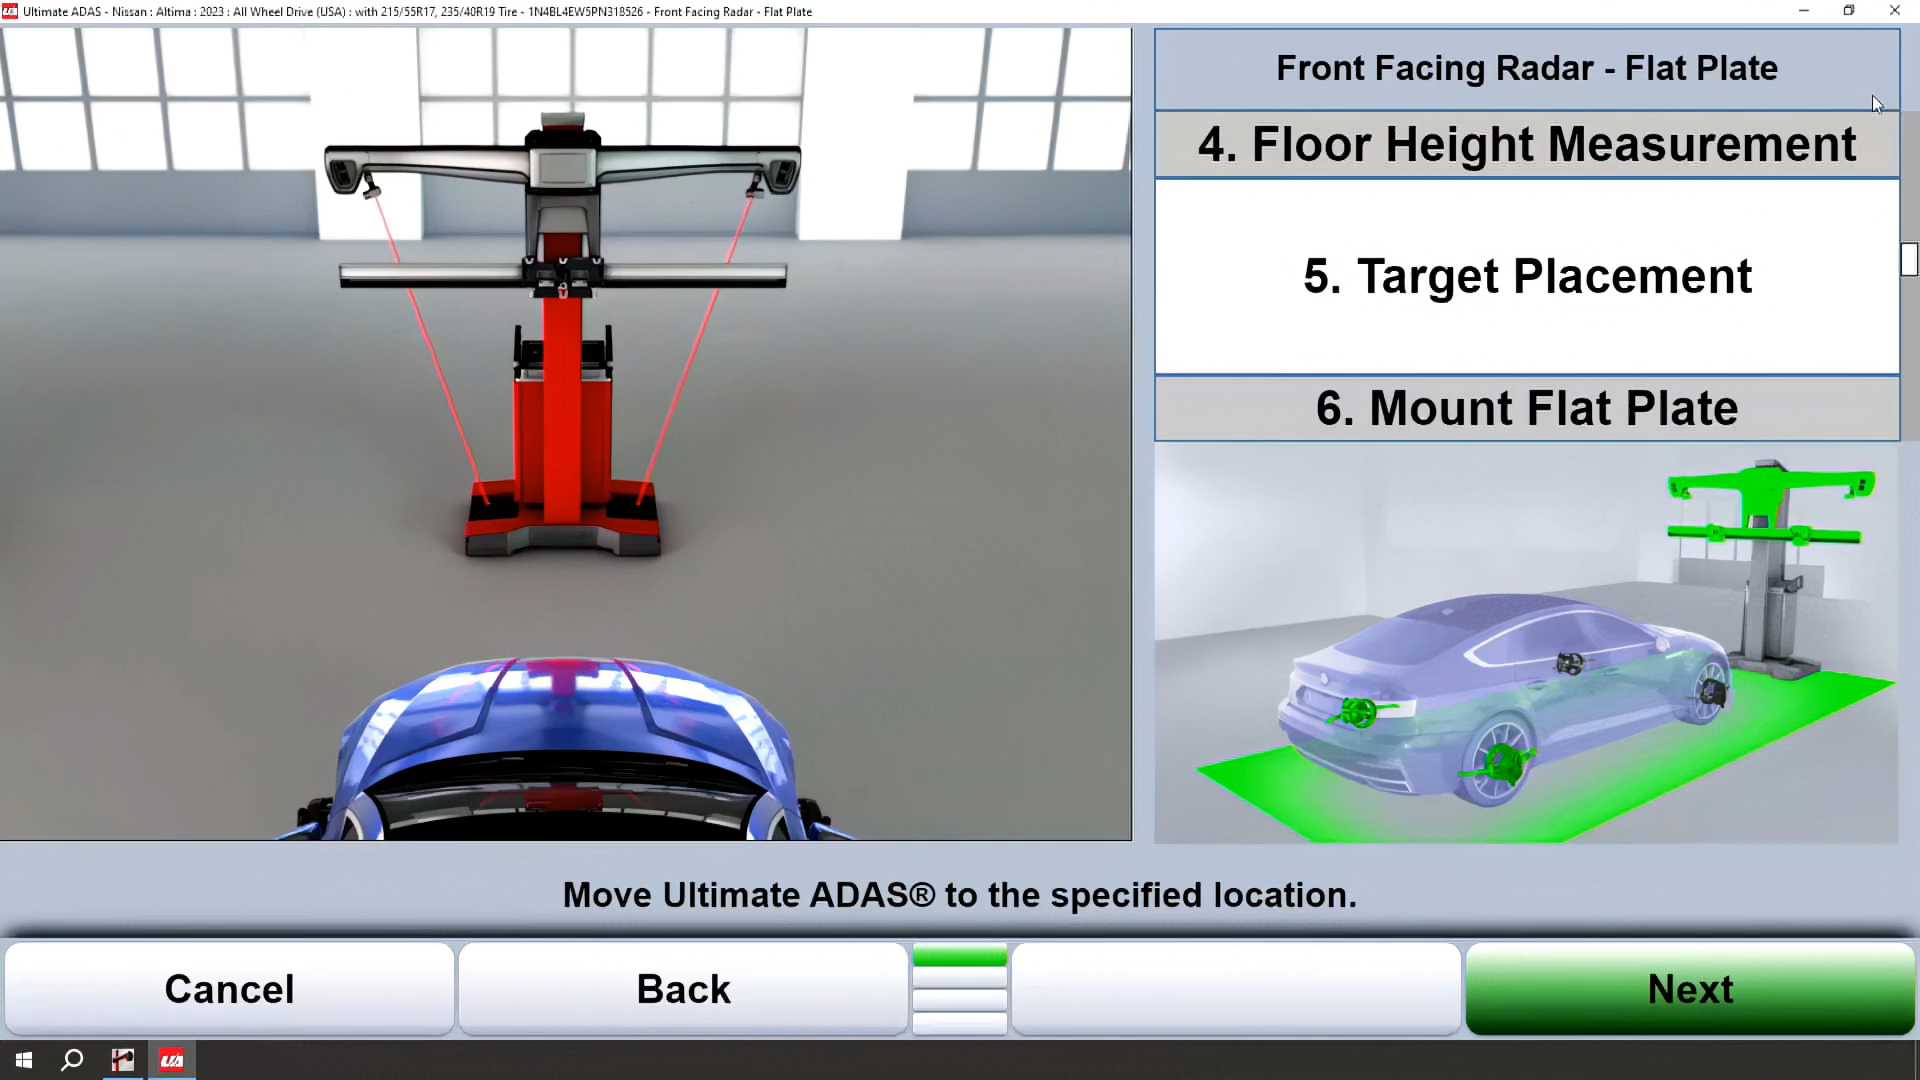 Ultimate ADAS - Nissan : Altima : 2023 : All Wheel Drive (USA) : with 215/55R17, 235/40R19 Tire - 1N4BL4EW5PN318526 - Front Facing Radar - Flat Plate
Front Facing Radar - Flat Plate
4. Floor Height Measurement
5. Target Placement
6. Mount Flat Plate
Move Ultimate ADAS® to the specified location.
Cancel
Back
Next